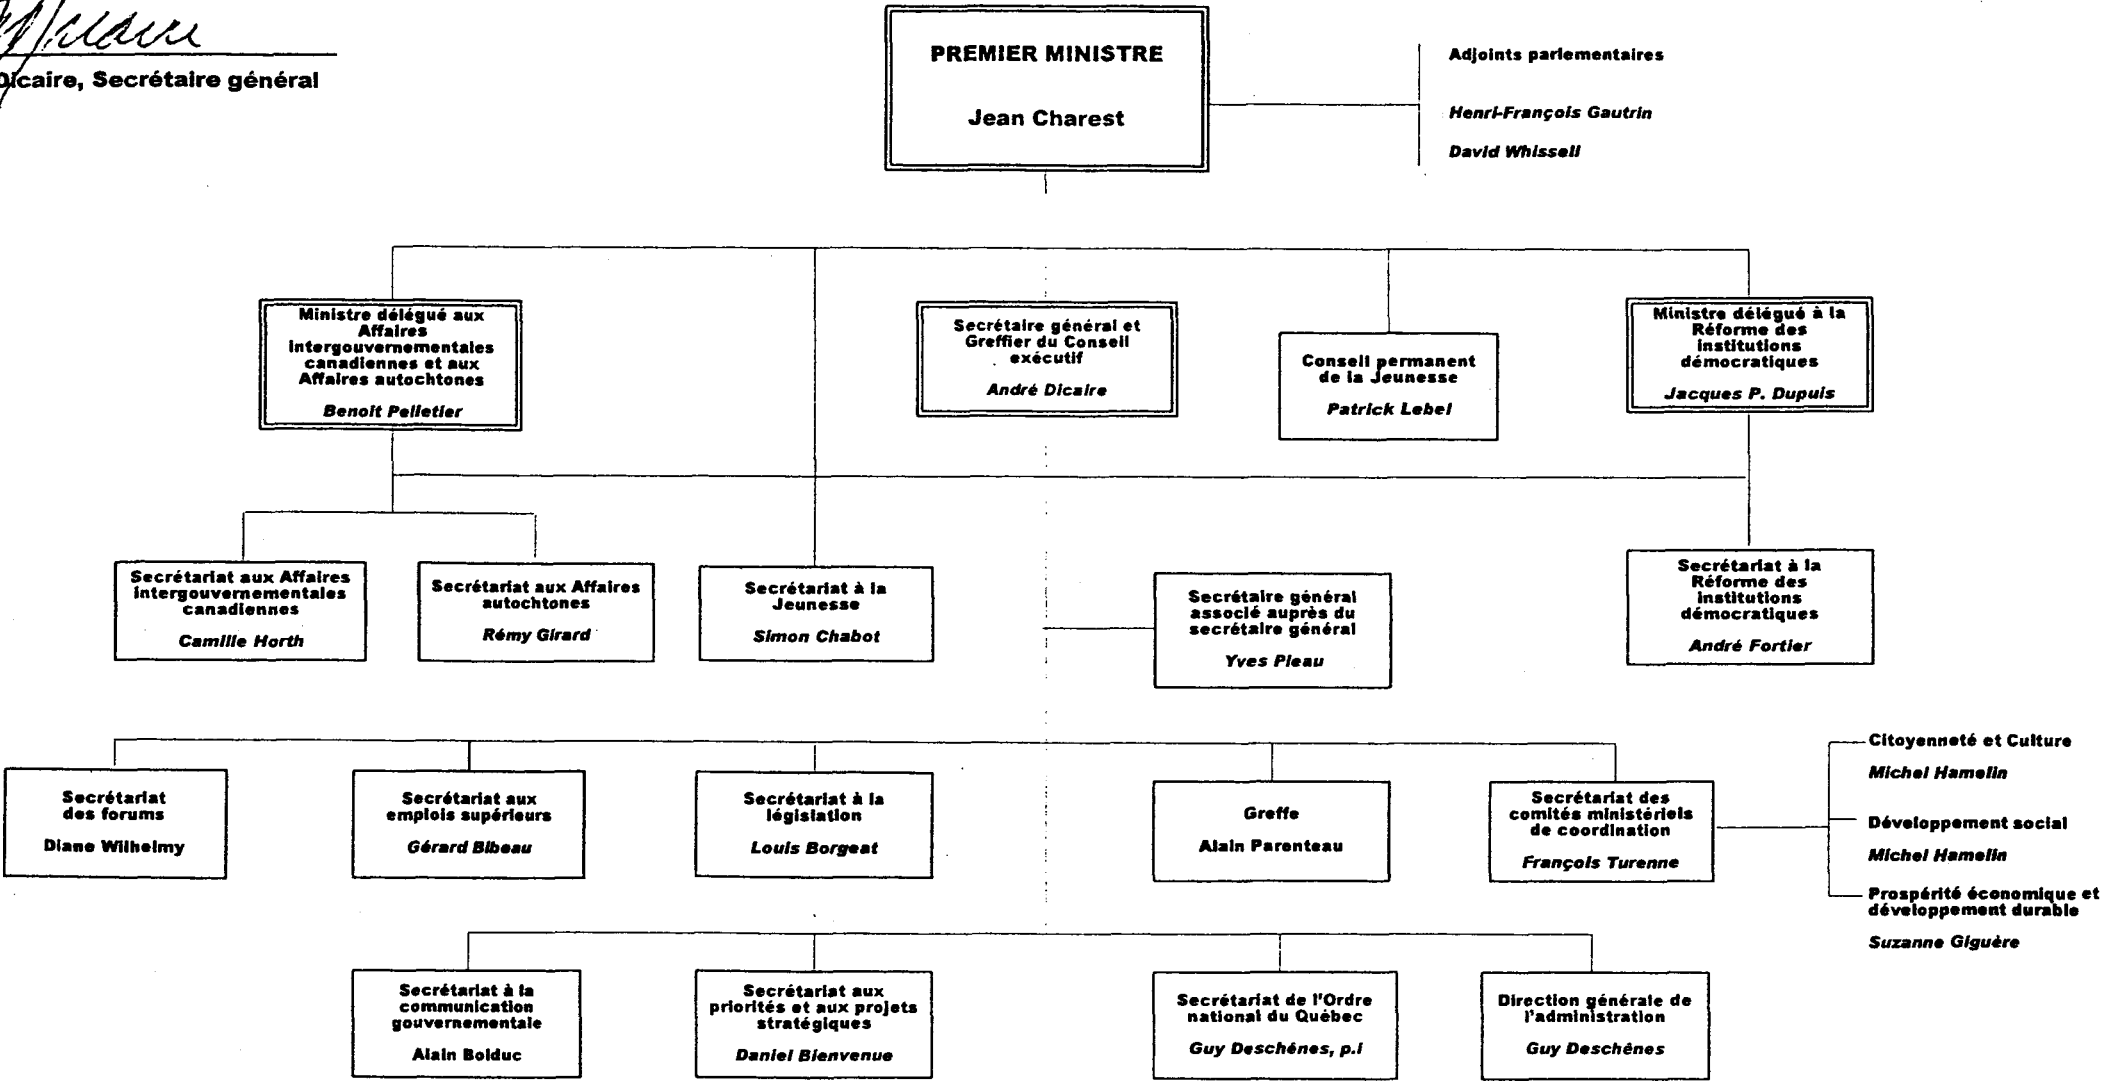 Dicaire, Secrétaire général
PREMIER MINISTRE
Jean Charest
Adjoints parlementaires
Henri-François Gautrin
David Whissell
Ministre délégué aux
Affaires
intergouvernementales
canadiennes et aux
Affaires autochtones
Benoit Pelletier
Secrétaire général et
Greffier du Conseil
exécutif
André Dicaire
Conseil permanent
de la Jeunesse
Patrick Lebel
Ministre délégué à la
Réforme des
institutions
démocratiques
Jacques P. Dupuis
Secrétariat aux Affaires
intergouvernementales
canadiennes
Camille Horth
Secrétariat aux Affaires
autochtones
Rémy Girard
Secrétariat à la
Jeunesse
Simon Chabot
Secrétaire général
associé auprès du
secrétaire général
Yves Pleau
Secrétariat à la
Réforme des
institutions
démocratiques
André Fortier
Secrétariat
des forums
Diane Wilhelmy
Secrétariat aux
emplois supérieurs
Gérard Bibeau
Secrétariat à la
législation
Louis Borgeat
Greffe
Alain Parenteau
Secrétariat des
comités ministériels
de coordination
François Turenne
Citoyenneté et Culture
Michel Hamelin
Développement social
Michel Hamelin
Prospérité économique et
développement durable
Suzanne Giguère
Secrétariat à la
communication
gouvernementale
Alain Bolduc
Secrétariat aux
priorités et aux projets
stratégiques
Daniel Bienvenue
Secrétariat de l'Ordre
national du Québec
Guy Deschênes, p.i
Direction générale de
l'administration
Guy Deschênes